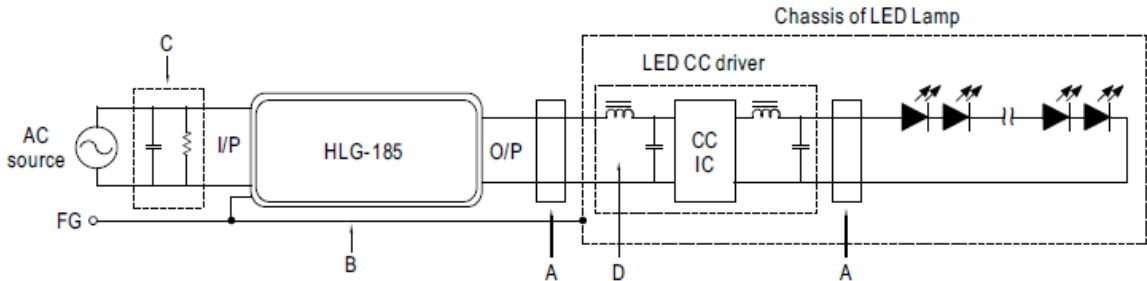 Chassis of LED Lamp
C
LED CC driver
AC
source
I/P
HLG-185
O/P
CC
IC
FG
B
A
D
A